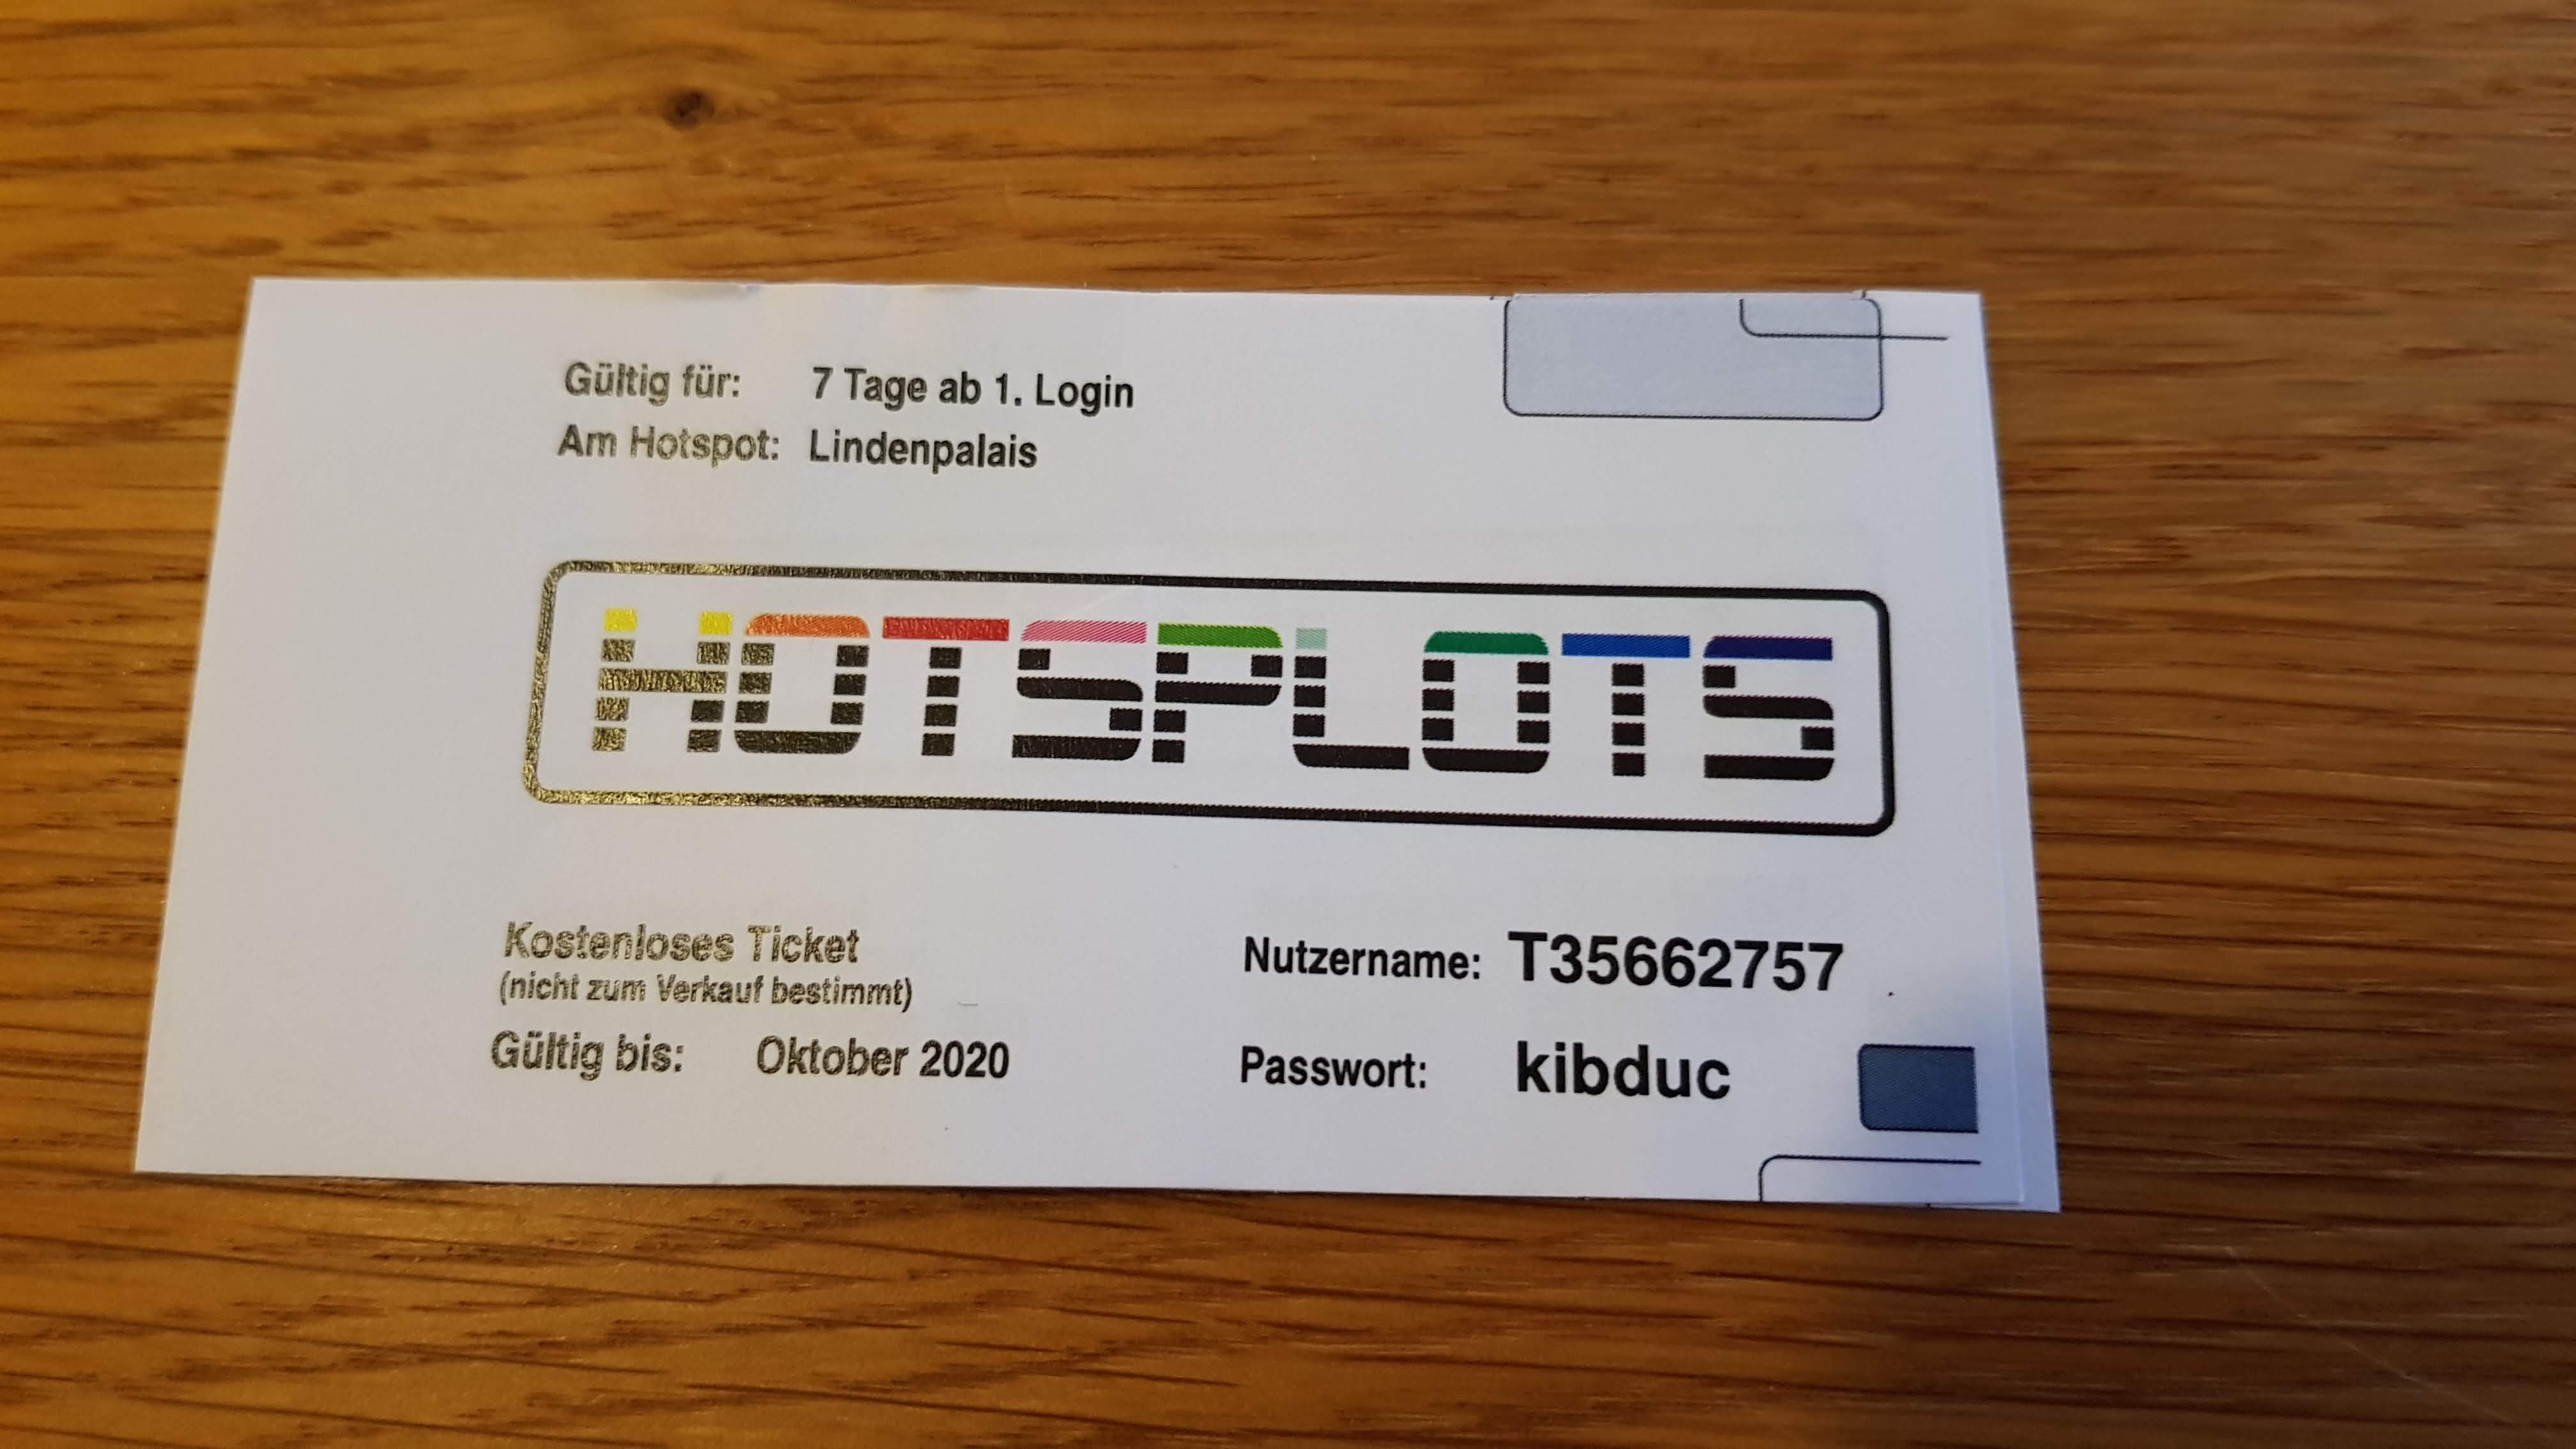 Gültig für: 7 Tage ab 1. Login
Am Hotspot: Lindenpalais
HOTSPLOTS
Kostenloses Ticket
(nicht zum Verkauf bestimmt)
Gültig bis: Oktober 2020
Nutzername: T35662757
Passwort: kibduc